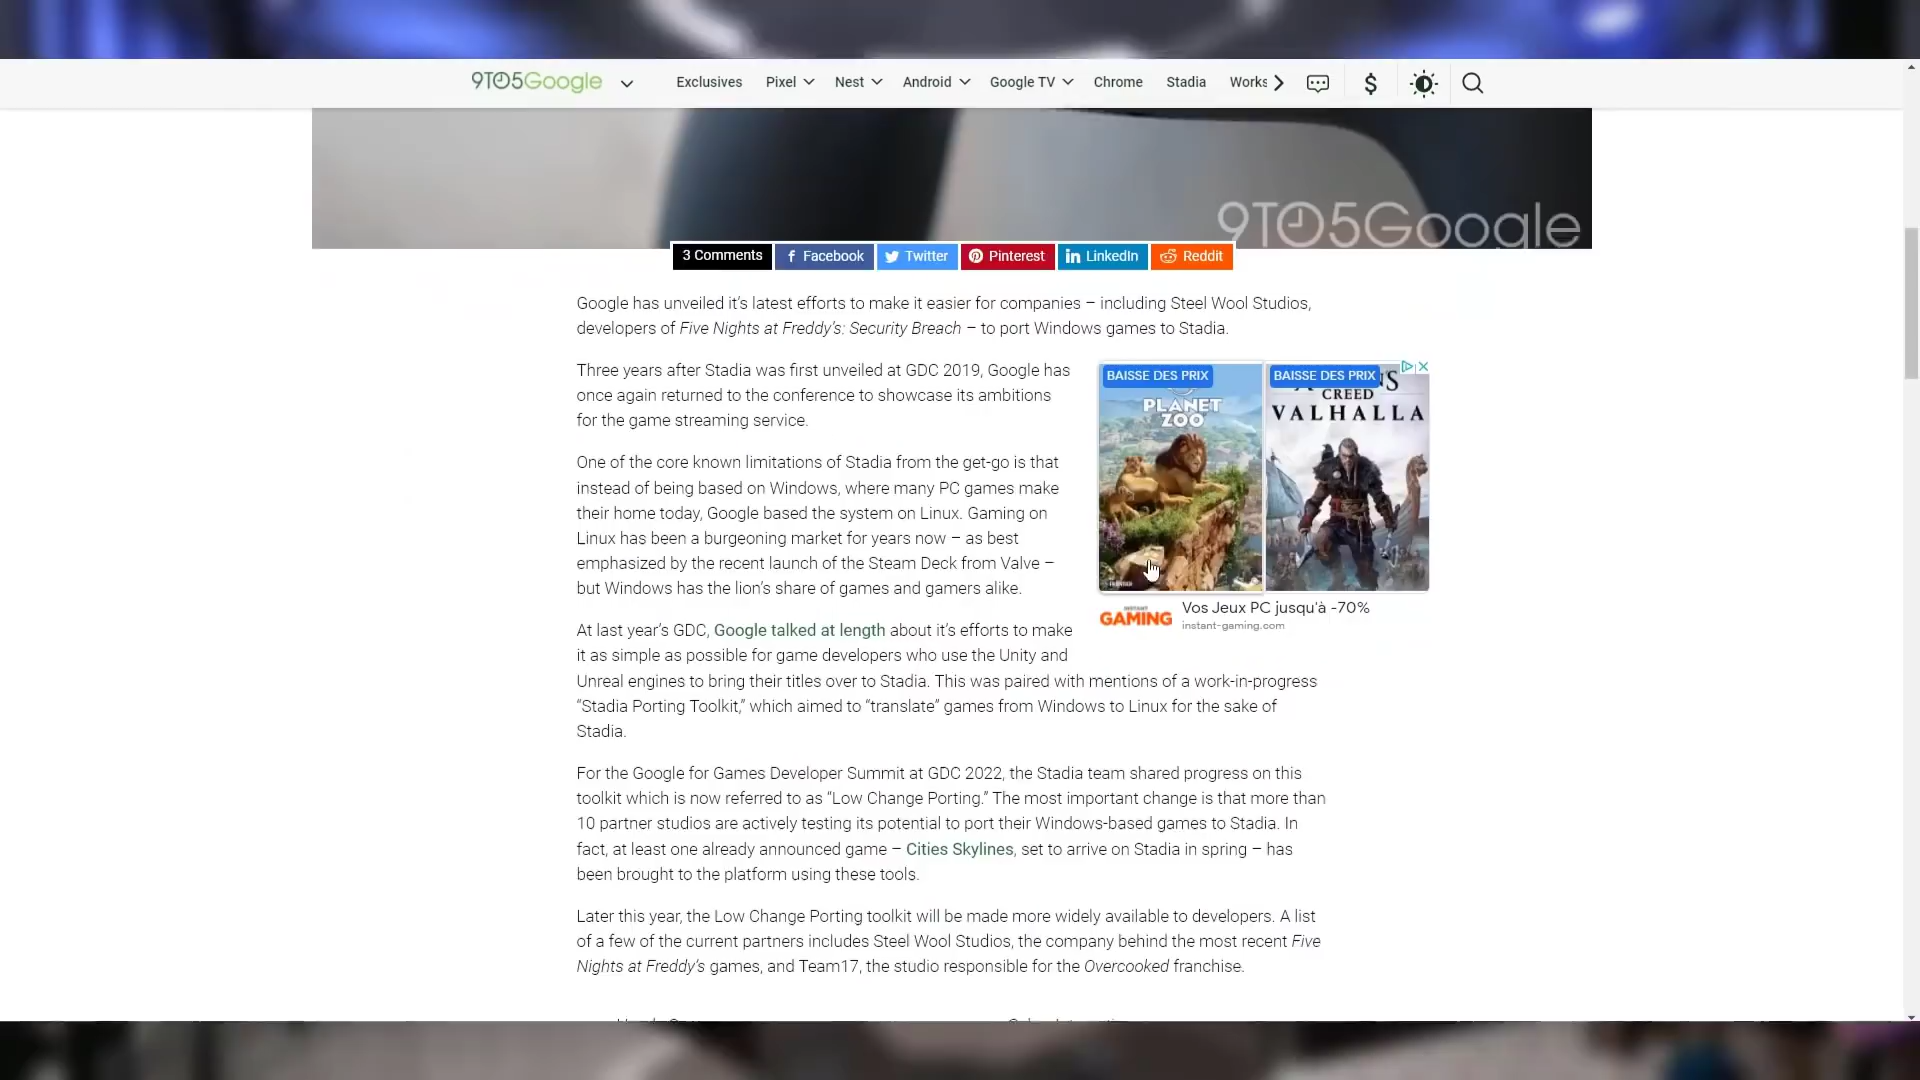 9TO5Google
Exclusives Pixel Nest Android Google TV Chrome Stadia Works
9TO5Google
3 Comments Facebook Twitter Pinterest LinkedIn Reddit
Google has unveiled it's latest efforts to make it easier for companies – including Steel Wool Studios,
developers of Five Nights at Freddy's: Security Breach – to port Windows games to Stadia.
Three years after Stadia was first unveiled at GDC 2019, Google has
once again returned to the conference to showcase its ambitions
for the game streaming service.
One of the core known limitations of Stadia from the get-go is that
instead of being based on Windows, where many PC games make
their home today, Google based the system on Linux. Gaming on
Linux has been a burgeoning market for years now – as best
emphasized by the recent launch of the Steam Deck from Valve –
but Windows has the lion's share of games and gamers alike.
BAISSE DES PRIX
PLANET
ZOO
BAISSE DES PRIX
CREED
VALHALLA
INSTANT
GAMING
Vos Jeux PC jusqu'à -70%
instant-gaming.com
At last year's GDC, Google talked at length about it's efforts to make
it as simple as possible for game developers who use the Unity and
Unreal engines to bring their titles over to Stadia. This was paired with mentions of a work-in-progress
“Stadia Porting Toolkit,” which aimed to “translate” games from Windows to Linux for the sake of
Stadia.
For the Google for Games Developer Summit at GDC 2022, the Stadia team shared progress on this
toolkit which is now referred to as “Low Change Porting.” The most important change is that more than
10 partner studios are actively testing its potential to port their Windows-based games to Stadia. In
fact, at least one already announced game – Cities Skylines, set to arrive on Stadia in spring – has
been brought to the platform using these tools.
Later this year, the Low Change Porting toolkit will be made more widely available to developers. A list
of a few of the current partners includes Steel Wool Studios, the company behind the most recent Five
Nights at Freddy's games, and Team17, the studio responsible for the Overcooked franchise.